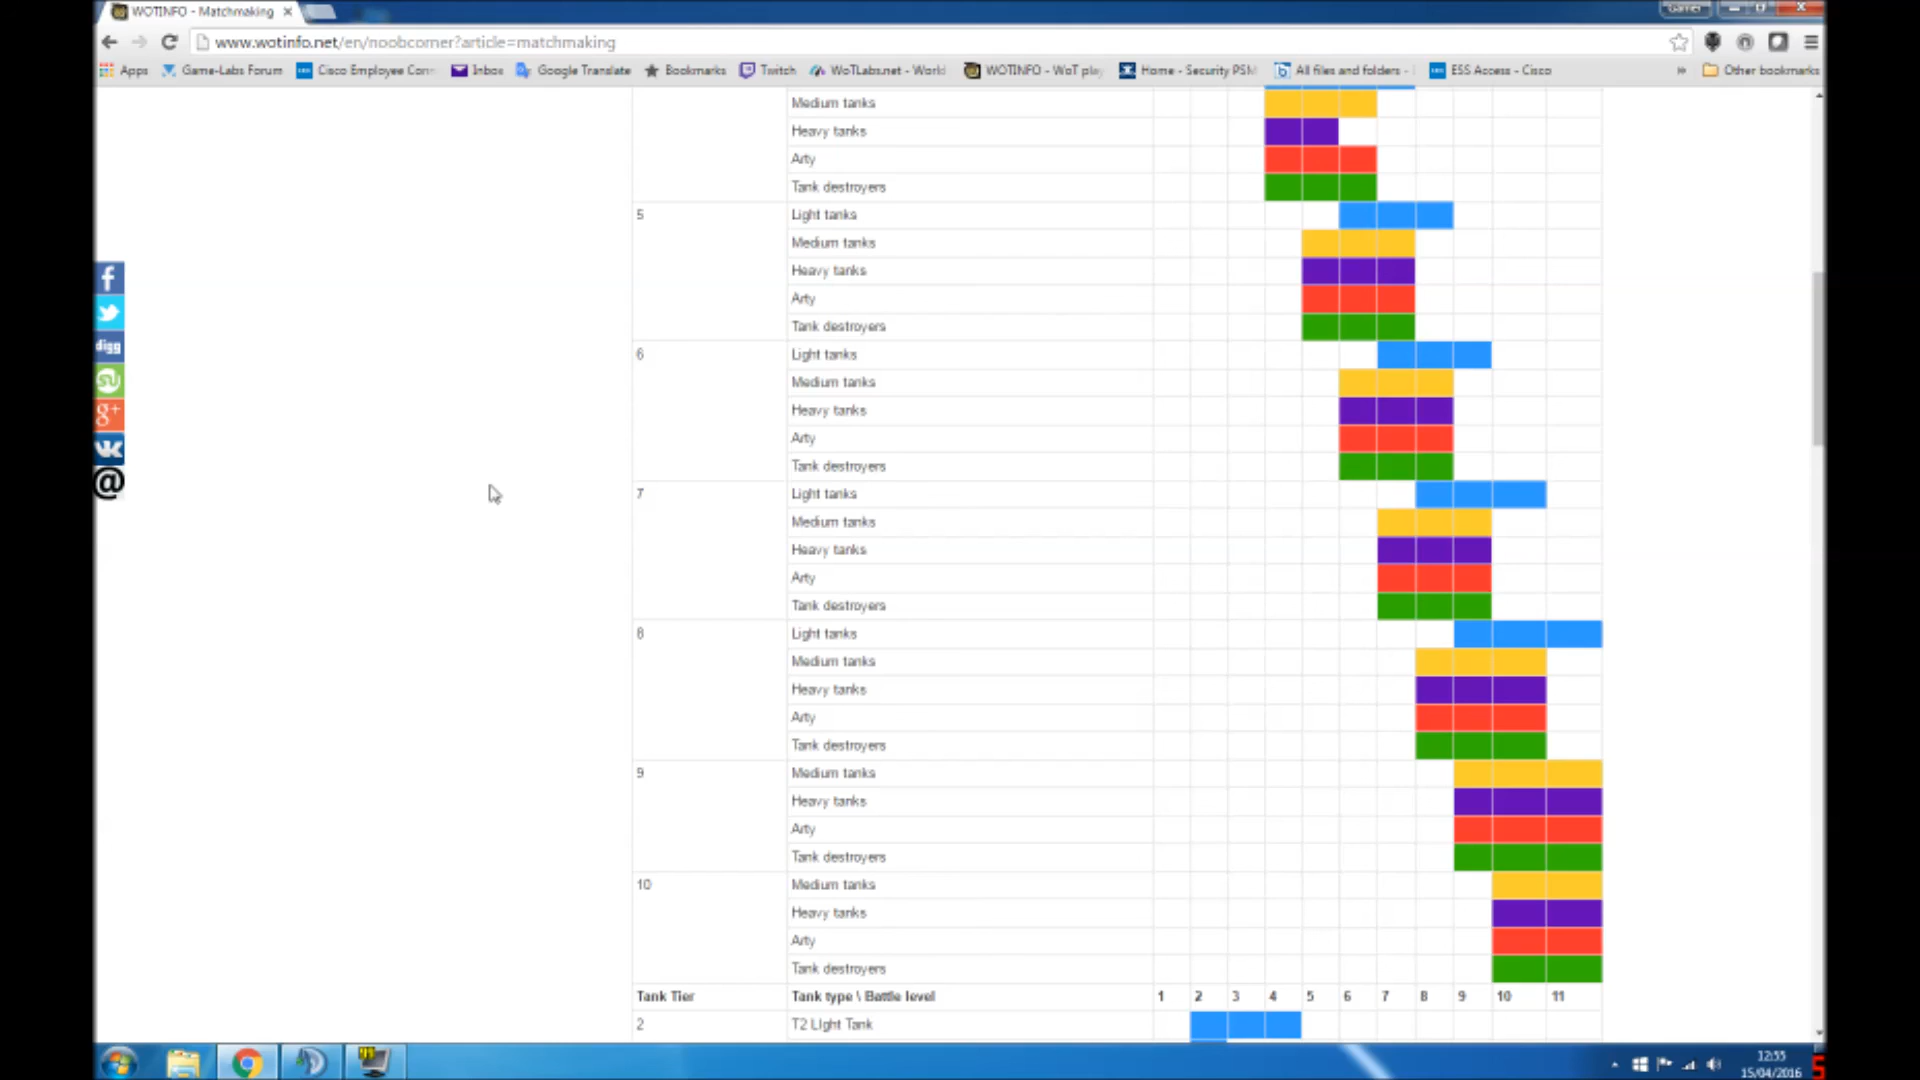 WOTINFO - Matchmaking
Gamer
www.wotinfo.net/en/noobcorner?article=matchmaking
Apps Game-Labs Forum Cisco Employee Conn Inbox Google Translate Bookmarks Twitch WoTLabs.net - World WOTINFO - WoT play Home - Security PSM All files and folders - ESS Access - Cisco » Other bookmarks
Medium tanks
Heavy tanks
Arty
Tank destroyers
5 Light tanks
Medium tanks
Heavy tanks
Arty
Tank destroyers
6 Light tanks
Medium tanks
Heavy tanks
Arty
Tank destroyers
7 Light tanks
Medium tanks
Heavy tanks
Arty
Tank destroyers
8 Light tanks
Medium tanks
Heavy tanks
Arty
Tank destroyers
9 Medium tanks
Heavy tanks
Arty
Tank destroyers
10 Medium tanks
Heavy tanks
Arty
Tank destroyers
Tank Tier Tank type \ Battle level 1 2 3 4 5 6 7 8 9 10 11
2 T2 LIght Tank
f
digg
g+
@
12:55
15/04/2016
5